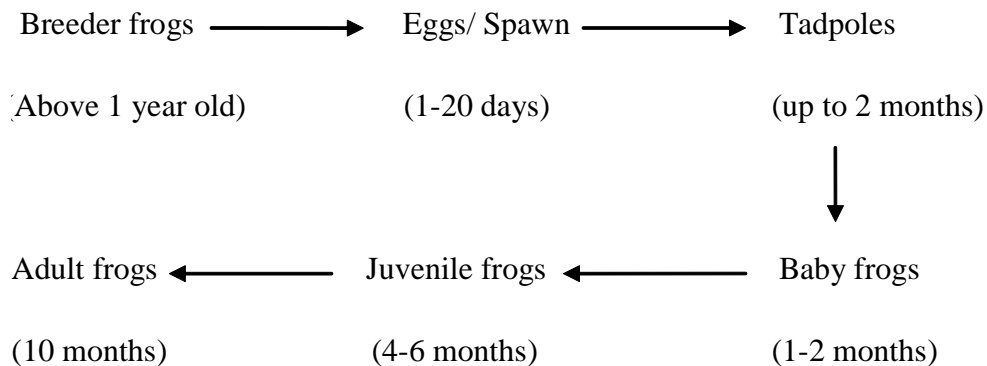 Breeder frogs Eggs/ Spawn Tadpoles
(Above 1 year old) (1-20 days) (up to 2 months)
Adult frogs Juvenile frogs Baby frogs
(10 months) (4-6 months) (1-2 months)